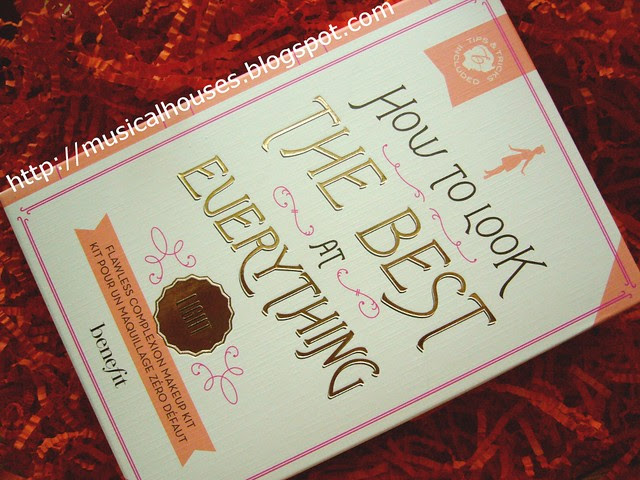 http://musicalhouses.blogspot.com
TIPS & TRICKS
INCLUDED
HOW TO LOOK
THE BEST
AT
EVERYTHING
LIGHT
FLAWLESS COMPLEXION MAKEUP KIT
KIT POUR UN MAQUILLAGE ZÉRO DÉFAUT
benefit